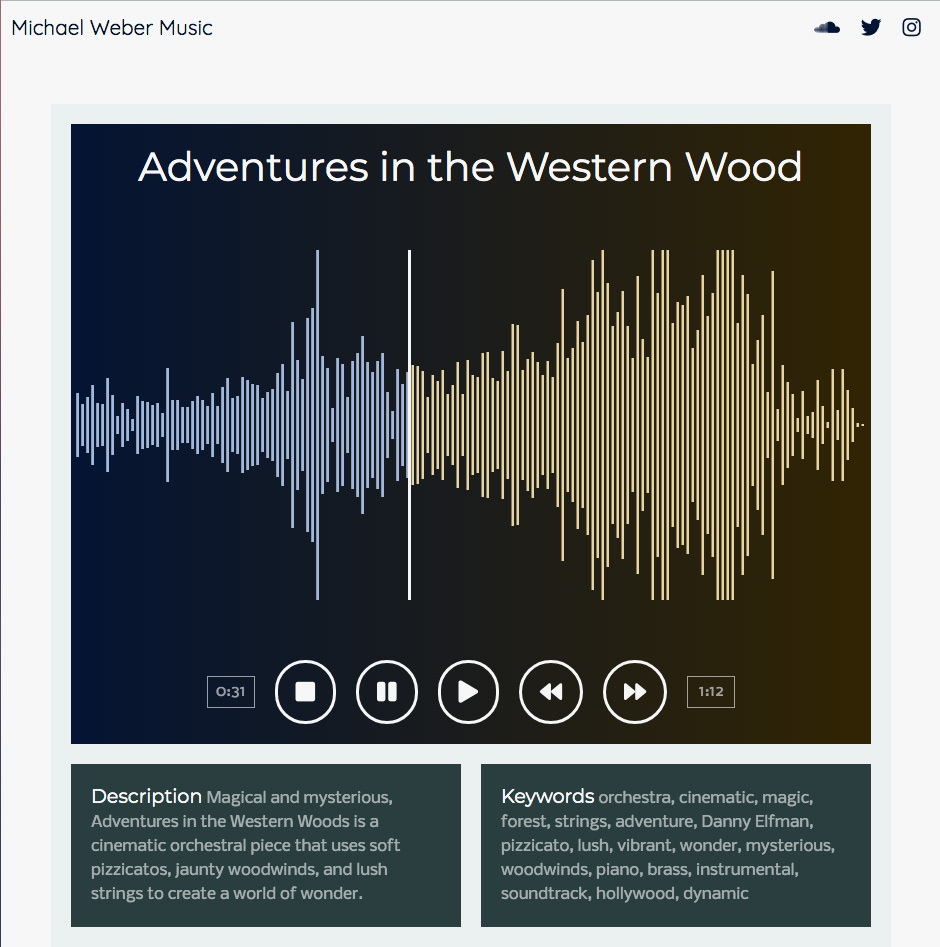 Michael Weber Music
Adventures in the Western Wood
0:31
1:12
Description Magical and mysterious,
Adventures in the Western Woods is a
cinematic orchestral piece that uses soft
pizzicatos, jaunty woodwinds, and lush
strings to create a world of wonder.
Keywords orchestra, cinematic, magic,
forest, strings, adventure, Danny Elfman,
pizzicato, lush, vibrant, wonder, mysterious,
woodwinds, piano, brass, instrumental,
soundtrack, hollywood, dynamic